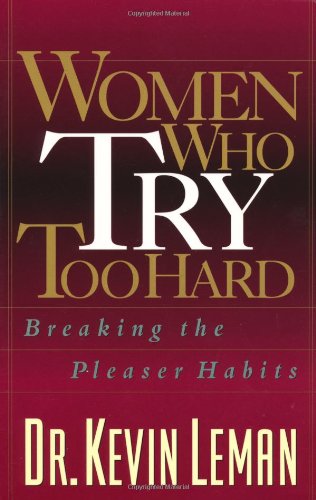 WOMEN
WHO
TRY
TOO HARD
Breaking the
Pleaser Habits
DR. KEVIN LEMAN